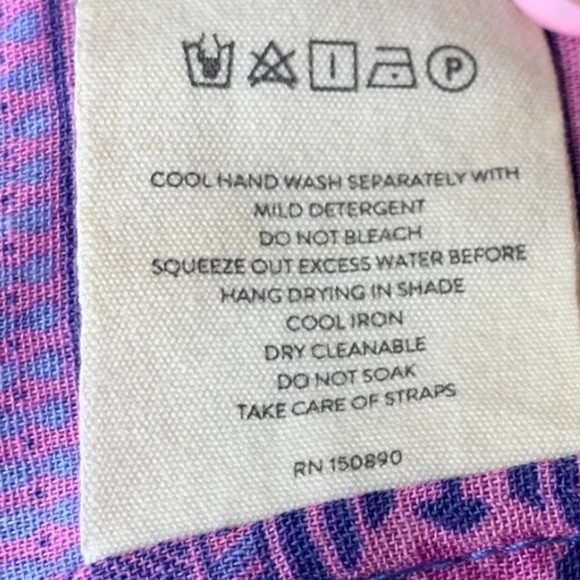 P
COOL HAND WASH SEPARATELY WITH
MILD DETERGENT
DO NOT BLEACH
SQUEEZE OUT EXCESS WATER BEFORE
HANG DRYING IN SHADE
COOL IRON
DRY CLEANABLE
DO NOT SOAK
TAKE CARE OF STRAPS
RN 150890